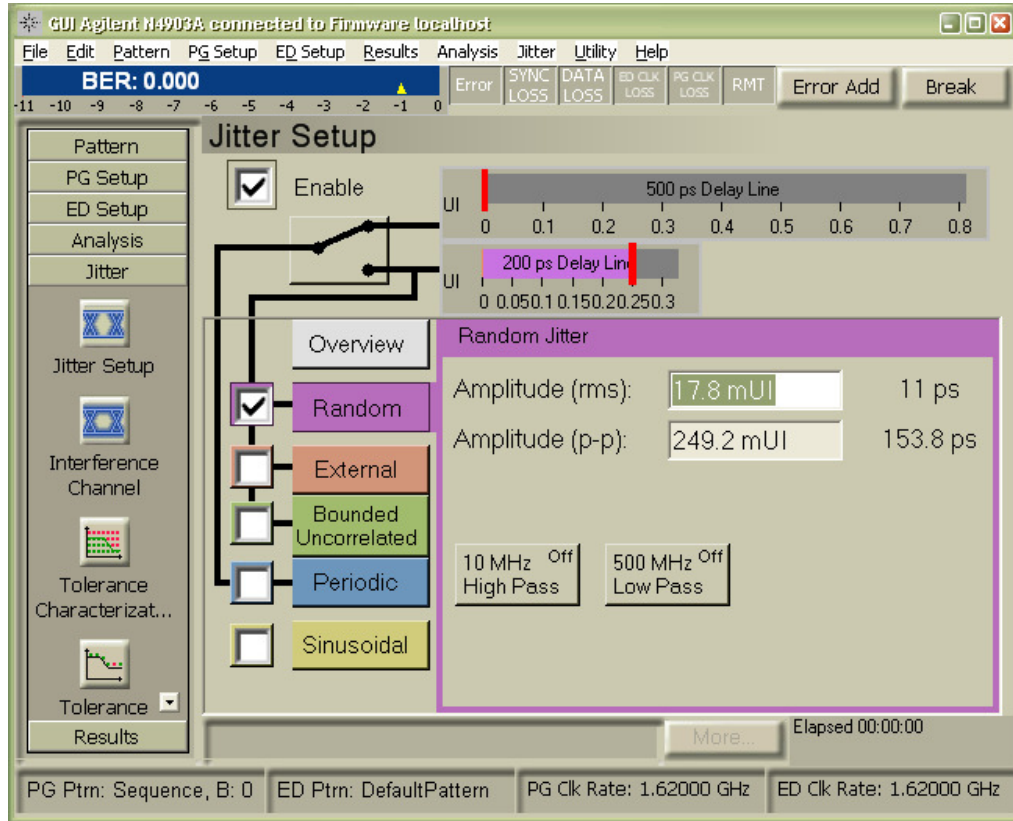 GUI Agilent N4903A connected to Firmware localhost
File Edit Pattern PG Setup ED Setup Results Analysis Jitter Utility Help
BER: 0.000
-11 -10 -9 -8 -7 -6 -5 -4 -3 -2 -1 0
Error
SYNC LOSS
DATA LOSS
ED CLK LOSS
PG CLK LOSS
RMT
Error Add
Break
Pattern
PG Setup
ED Setup
Analysis
Jitter
Jitter Setup
Interference
Channel
Tolerance
Characterizat...
Tolerance
Results
Jitter Setup
Enable
500 ps Delay Line
UI
0 0.1 0.2 0.3 0.4 0.5 0.6 0.7 0.8
200 ps Delay Lin
UI
0 0.050.10.150.20.250.3
Overview
Random
External
Bounded
Uncorrelated
Periodic
Sinusoidal
Random Jitter
Amplitude (rms): 17.8 mUI 11 ps
Amplitude (p-p): 249.2 mUI 153.8 ps
10 MHz Off
High Pass
500 MHz Off
Low Pass
More...
Elapsed 00:00:00
PG Ptrn: Sequence, B: 0
ED Ptrn: DefaultPattern
PG Clk Rate: 1.62000 GHz
ED Clk Rate: 1.62000 GHz